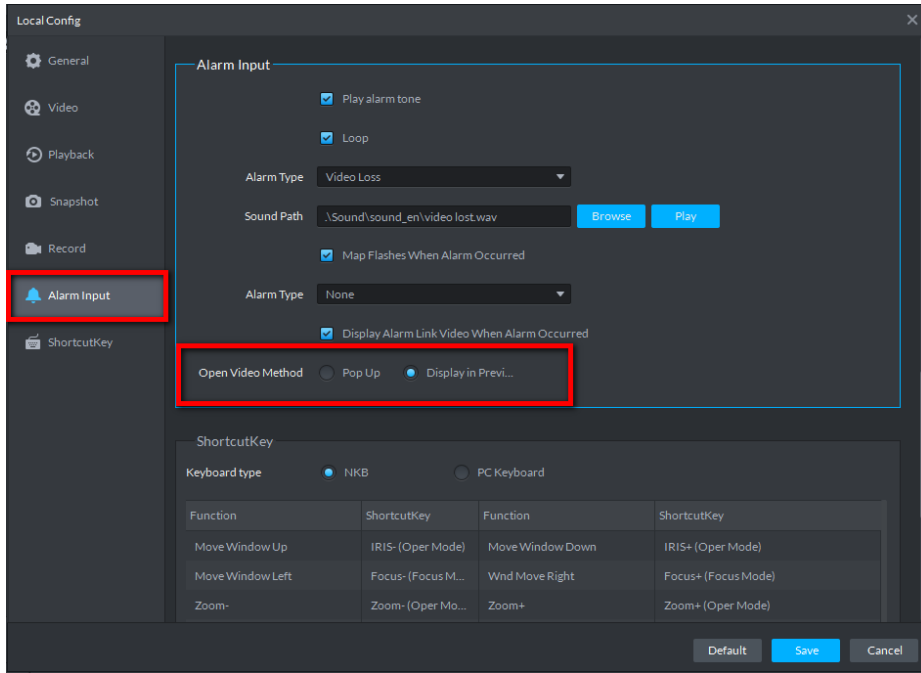 Local Config
General
Video
Playback
Snapshot
Record
Alarm Input
ShortcutKey
Alarm Input
Play alarm tone
Loop
Alarm Type Video Loss
Sound Path .\Sound\sound_en\video lost.wav Browse Play
Map Flashes When Alarm Occurred
Alarm Type None
Display Alarm Link Video When Alarm Occurred
Open Video Method Pop Up Display in Previ...
ShortcutKey
Keyboard type NKB PC Keyboard
Function ShortcutKey Function ShortcutKey
Move Window Up IRIS- (Oper Mode) Move Window Down IRIS+ (Oper Mode)
Move Window Left Focus- (Focus M... Wnd Move Right Focus+ (Focus Mode)
Zoom- Zoom- (Oper Mo... Zoom+ Zoom+ (Oper Mode)
Default Save Cancel